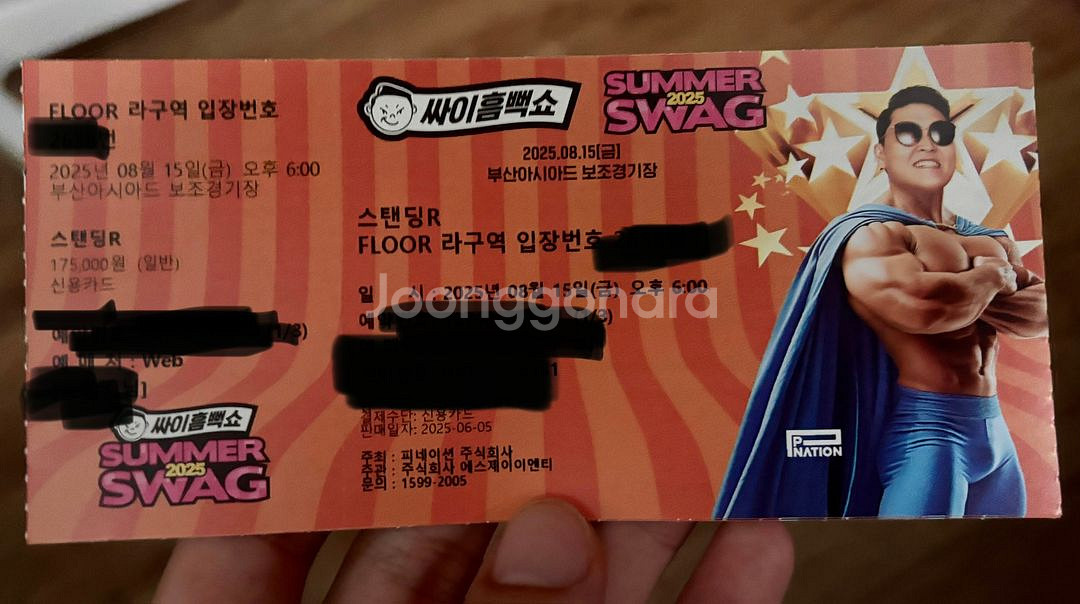 FLOOR 라구역 입장번호
2025년 08월 15일(금) 오후 6:00
부산아시아드 보조경기장
스탠딩R
175,000원 (일반)
신용카드
예매처 : Web
싸이흠뻑쇼
SUMMER
2025
SWAG
싸이흠뻑쇼
SUMMER
2025
SWAG
2025.08.15[금]
부산아시아드 보조경기장
스탠딩R
FLOOR 라구역 입장번호
일 시 : 2025년 08월 15일(금) 오후 6:00
결제수단: 신용카드
판매일자: 2025-06-05
주최 : 피네이션 주식회사
주관 : 주식회사 에스제이이엔티
문의 : 1599-2005
P NATION
Joonggonara